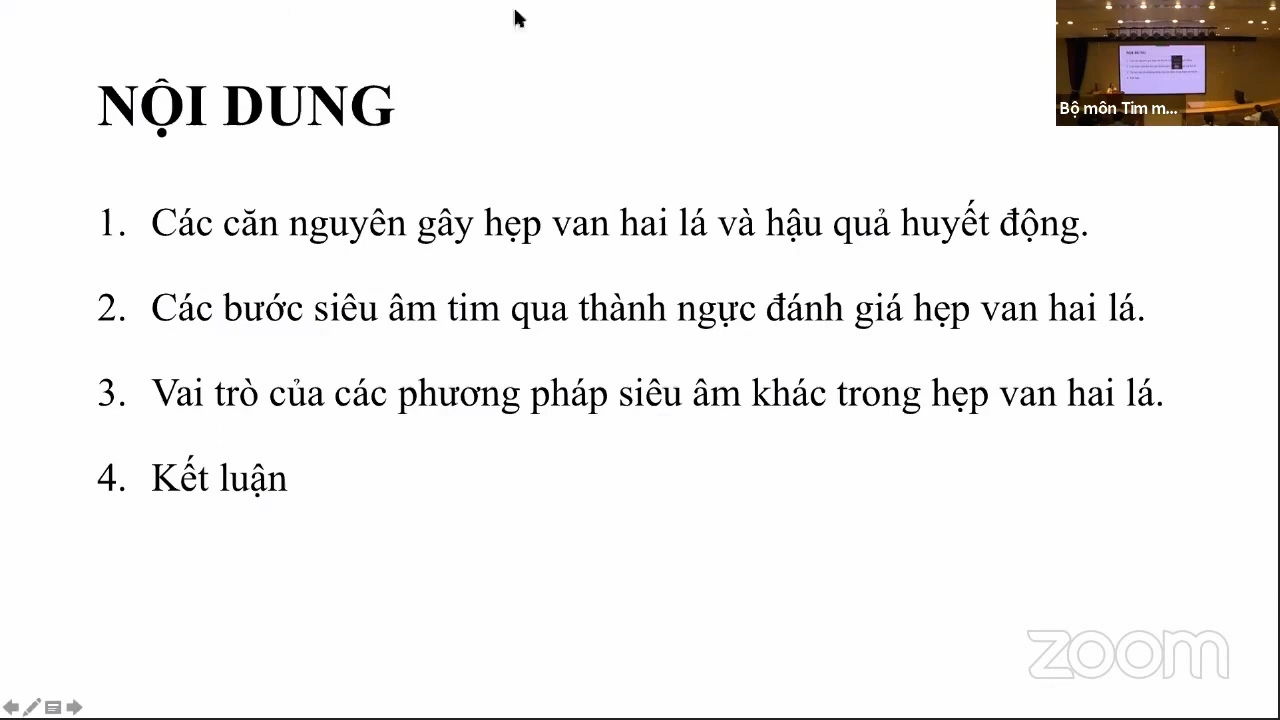 NỘI DUNG
Bộ môn Tim m...
1. Các căn nguyên gây hẹp van hai lá và hậu quả huyết động.
2. Các bước siêu âm tim qua thành ngực đánh giá hẹp van hai lá.
3. Vai trò của các phương pháp siêu âm khác trong hẹp van hai lá.
4. Kết luận
zoom